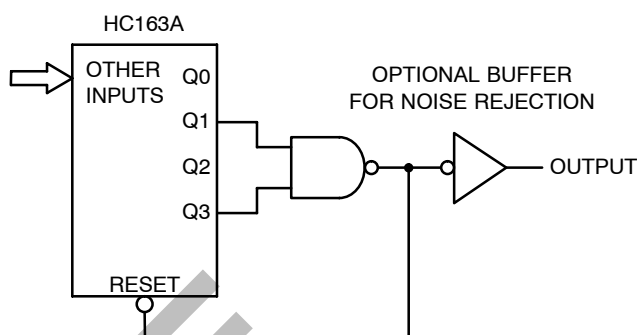 HC163A
OTHER
INPUTS
Q0
Q1
Q2
Q3
RESET
OPTIONAL BUFFER
FOR NOISE REJECTION
OUTPUT